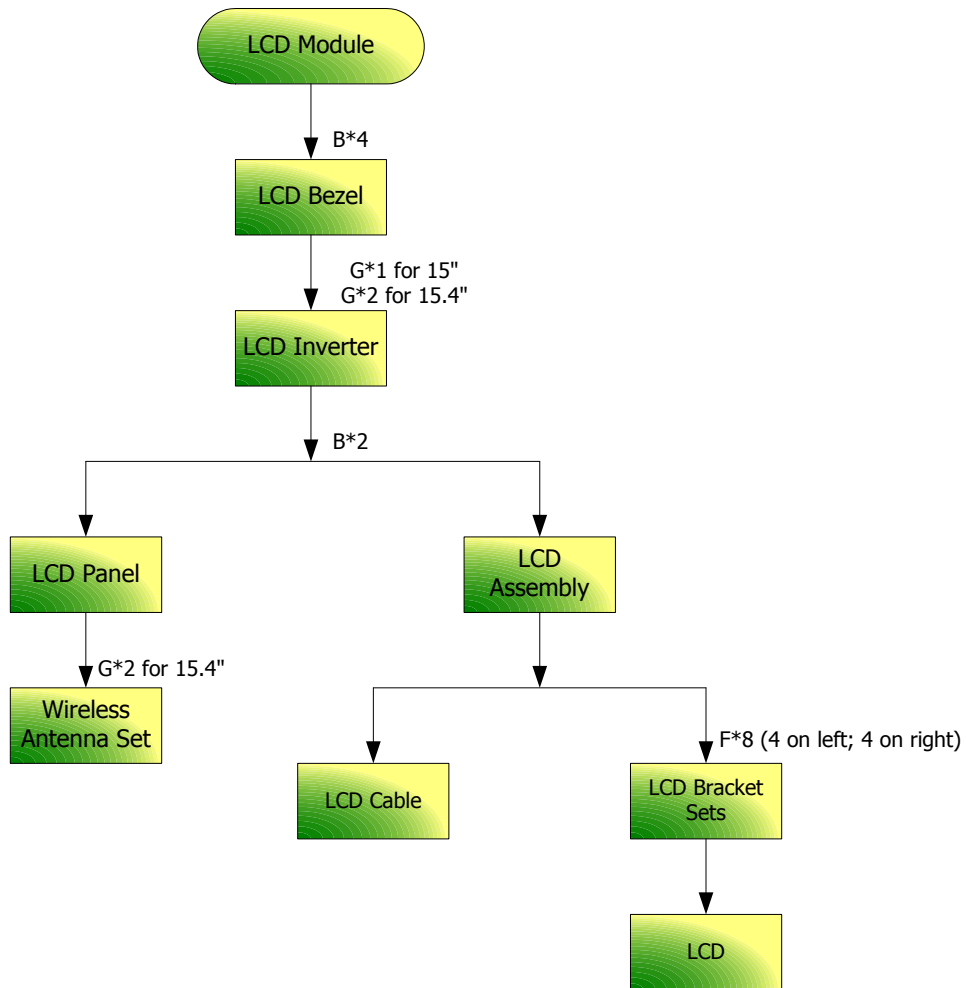 LCD Module
B*4
LCD Bezel
G*1 for 15"
G*2 for 15.4"
LCD Inverter
B*2
LCD Panel
LCD
Assembly
G*2 for 15.4"
Wireless
Antenna Set
F*8 (4 on left; 4 on right)
LCD Cable
LCD Bracket
Sets
LCD